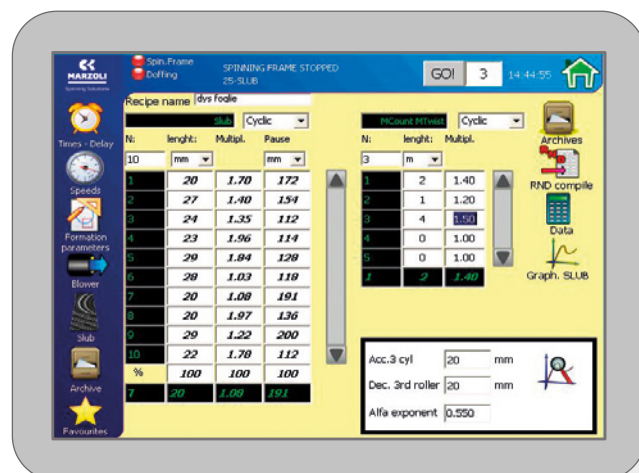 MARZOLI
Spinning Solutions
Spin.Frame
Doffing
SPINNING FRAME STOPPED
25-SLUB
GO! 3 14:44:55
Times - Delay
Speeds
Formation
parameters
Blower
Slub
Archive
Favourites
Recipe name dvs foglie
Slub Cyclic
N: lenght: Multipl. Pause
10 mm mm
1 20 1.70 172
2 27 1.40 154
3 24 1.35 112
4 23 1.96 114
5 29 1.84 128
6 28 1.03 118
7 20 1.08 191
8 20 1.97 136
9 29 1.22 200
10 22 1.78 112
% 100 100 100
7 20 1.08 191
MCount MTwist Cyclic
N: lenght: Multipl.
3 m
1 2 1.40
2 1 1.20
3 4 1.50
4 0 1.00
5 0 1.00
1 2 1.40
Archives
RND
RND compile
Data
Graph. SLUB
Acc.3 cyl 20 mm
Dec. 3rd roller 20 mm
Alfa exponent 0.550